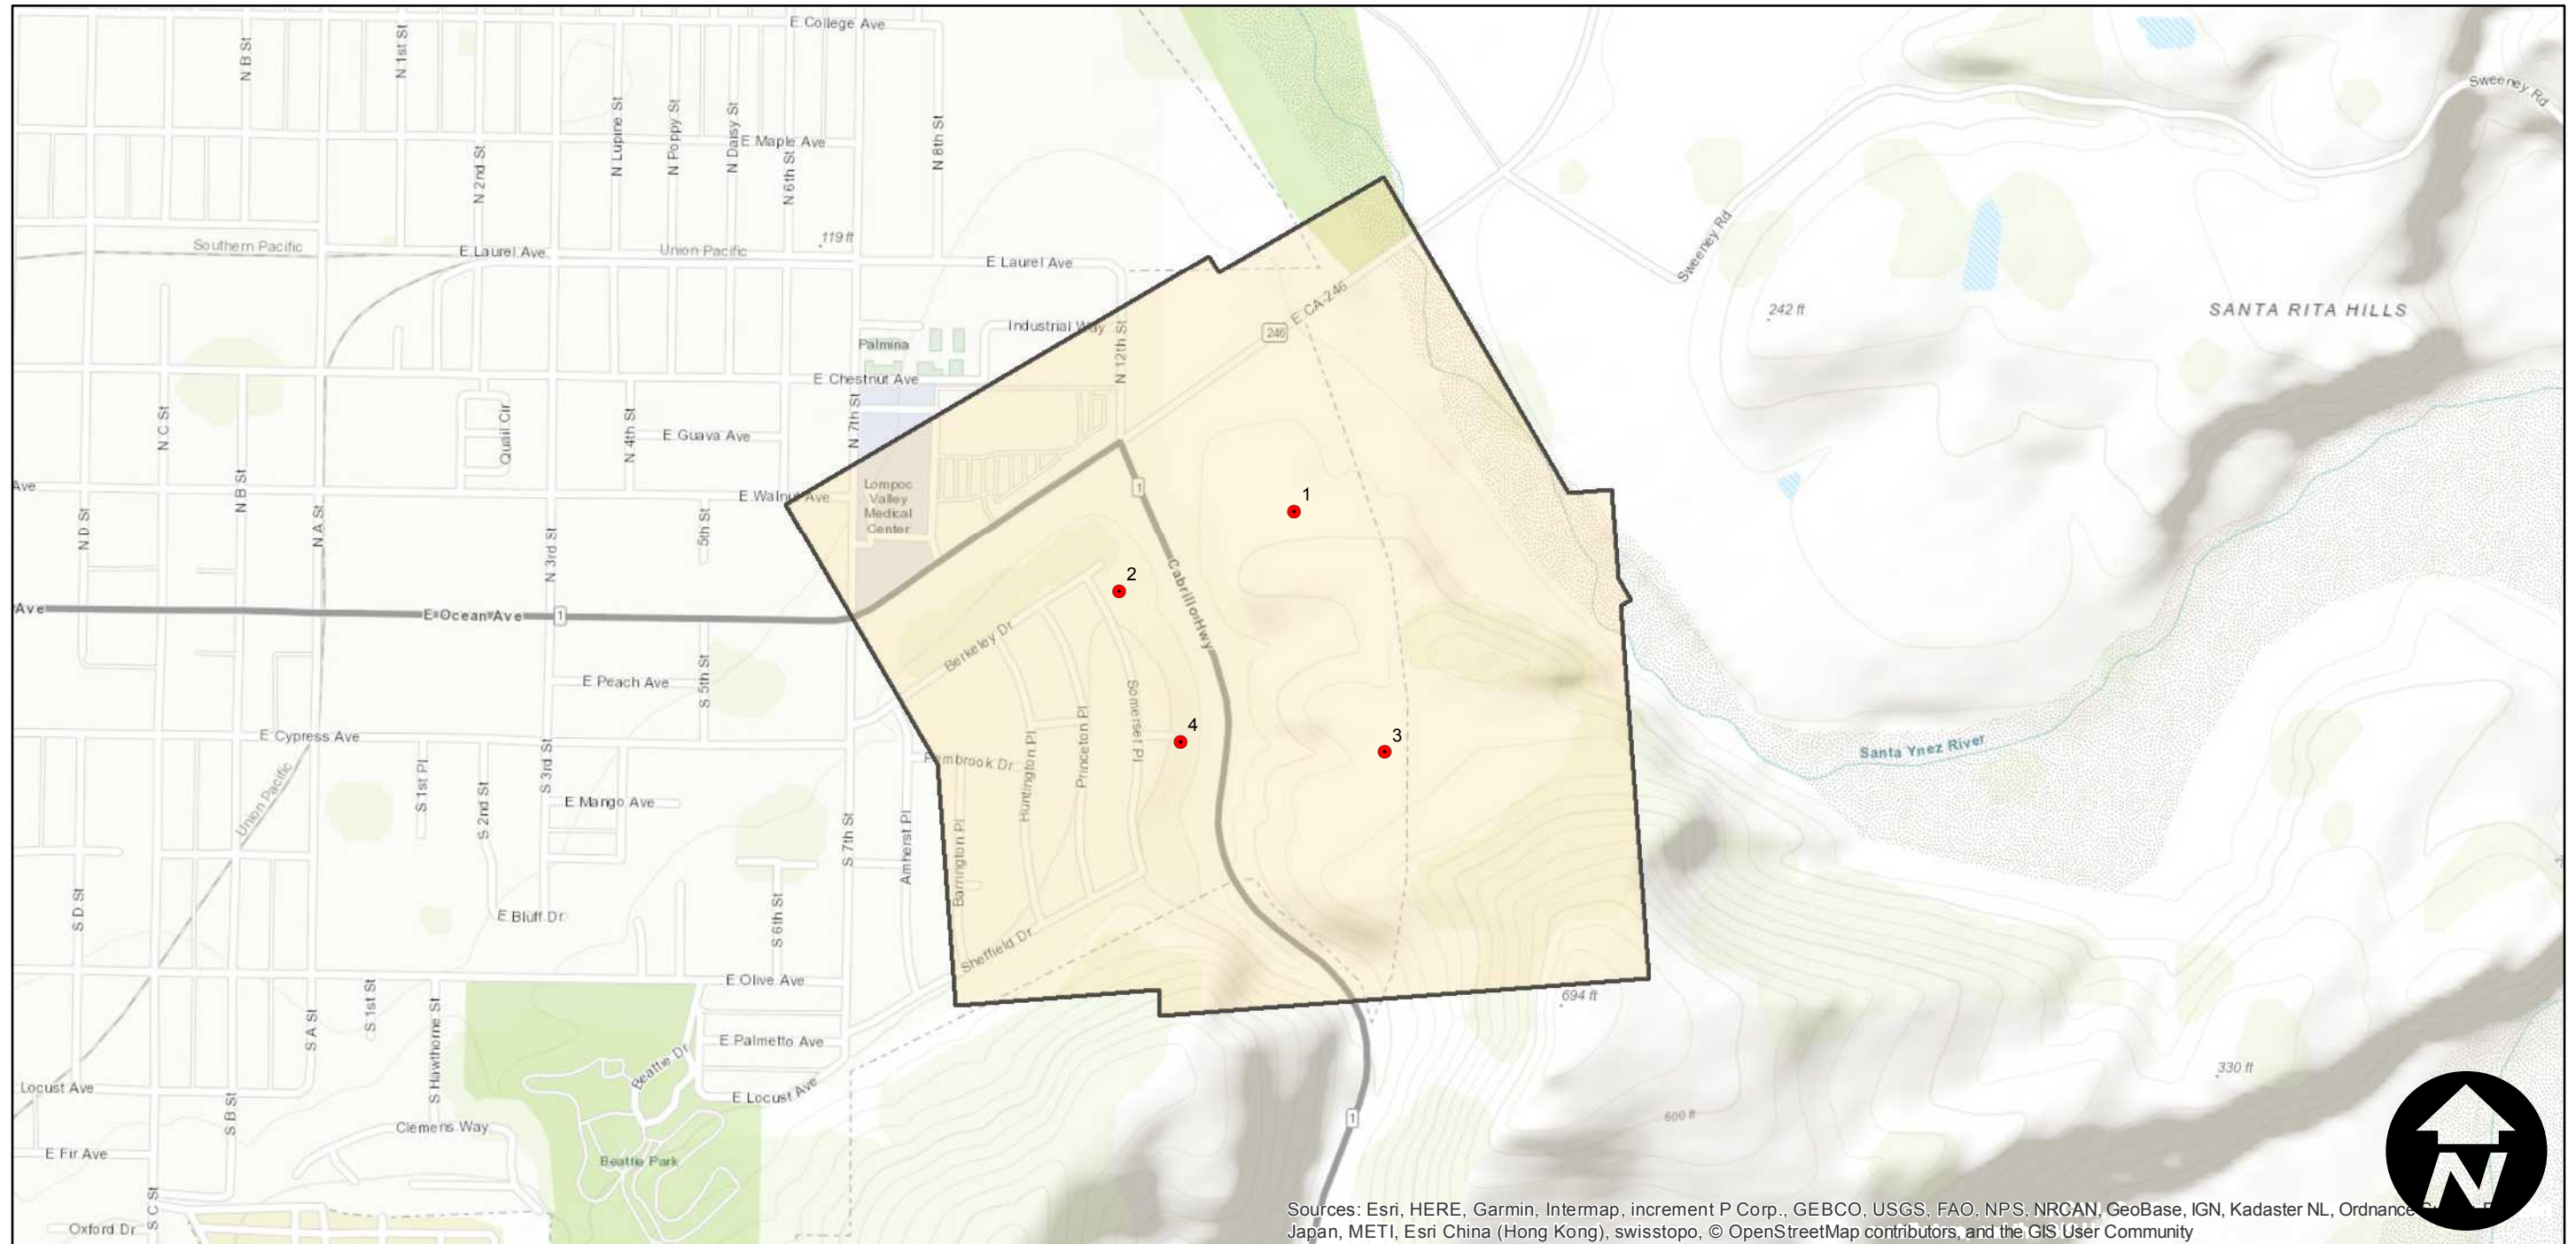 E College Ave
N B St
N 1st St
Sweeney Rd
N Lupine St
N Poppy St
N Daisy St
E Maple Ave
N 8th St
N 2nd St
N 6th St
Southern Pacific
E Laurel Ave
Union Pacific
119 ft
E Laurel Ave
Sweeney Rd
E CA-246
246
242 ft
SANTA RITA HILLS
Industrial Way
N 12th St
Palmina
E Chestnut Ave
N C St
Quail Cir
N 4th St
E Guava Ave
N 7th St
Ave
N D St
N B St
N A St
N 3rd St
5th St
E Walnut Ave
Lompoc
Valley
Medical
Center
1
1
2
Cabrillo Hwy
Ave
E Ocean Ave
1
Berkeley Dr
E Peach Ave
S 5th St
Somerset Pl
Princeton Pl
4
3
E Cypress Ave
Santa Ynez River
Pembrook Dr
Huntington Pl
Union Pacific
S 1st Pl
S 2nd St
S 3rd St
E Mango Ave
S 7th St
Amherst Pl
Barrington Pl
S D St
E Bluff Dr
S 6th St
Sheffield Dr
E Olive Ave
694 ft
S A St
S 1st St
S Hawthorne St
E Palmetto Ave
Beattie Dr
330 ft
Locust Ave
E Locust Ave
S B St
Clemens Way
1
600 ft
E Fir Ave
Beattie Park
S C St
Oxford Dr
N
Sources: Esri, HERE, Garmin, Intermap, increment P Corp., GEBCO, USGS, FAO, NPS, NRCAN, GeoBase, IGN, Kadaster NL, Ordnance
Japan, METI, Esri China (Hong Kong), swisstopo, © OpenStreetMap contributors, and the GIS User Community